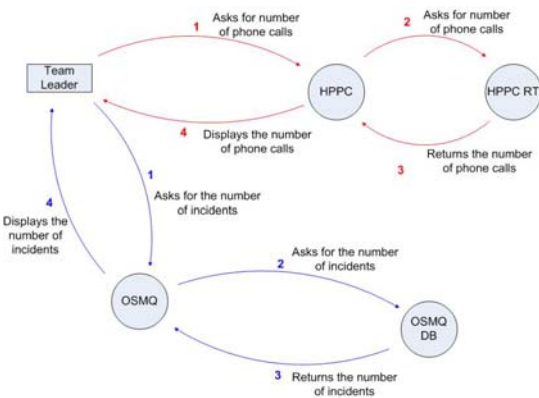 1
Asks for number
of phone calls
2
Asks for number
of phone calls
Team
Leader
HPPC
HPPC RT
4
Displays the number
of phone calls
3
Returns the number
of phone calls
1
Asks for the number
of incidents
4
Displays the
number of
incidents
2
Asks for the number
of incidents
OSMQ
OSMQ
DB
3
Returns the number
of incidents